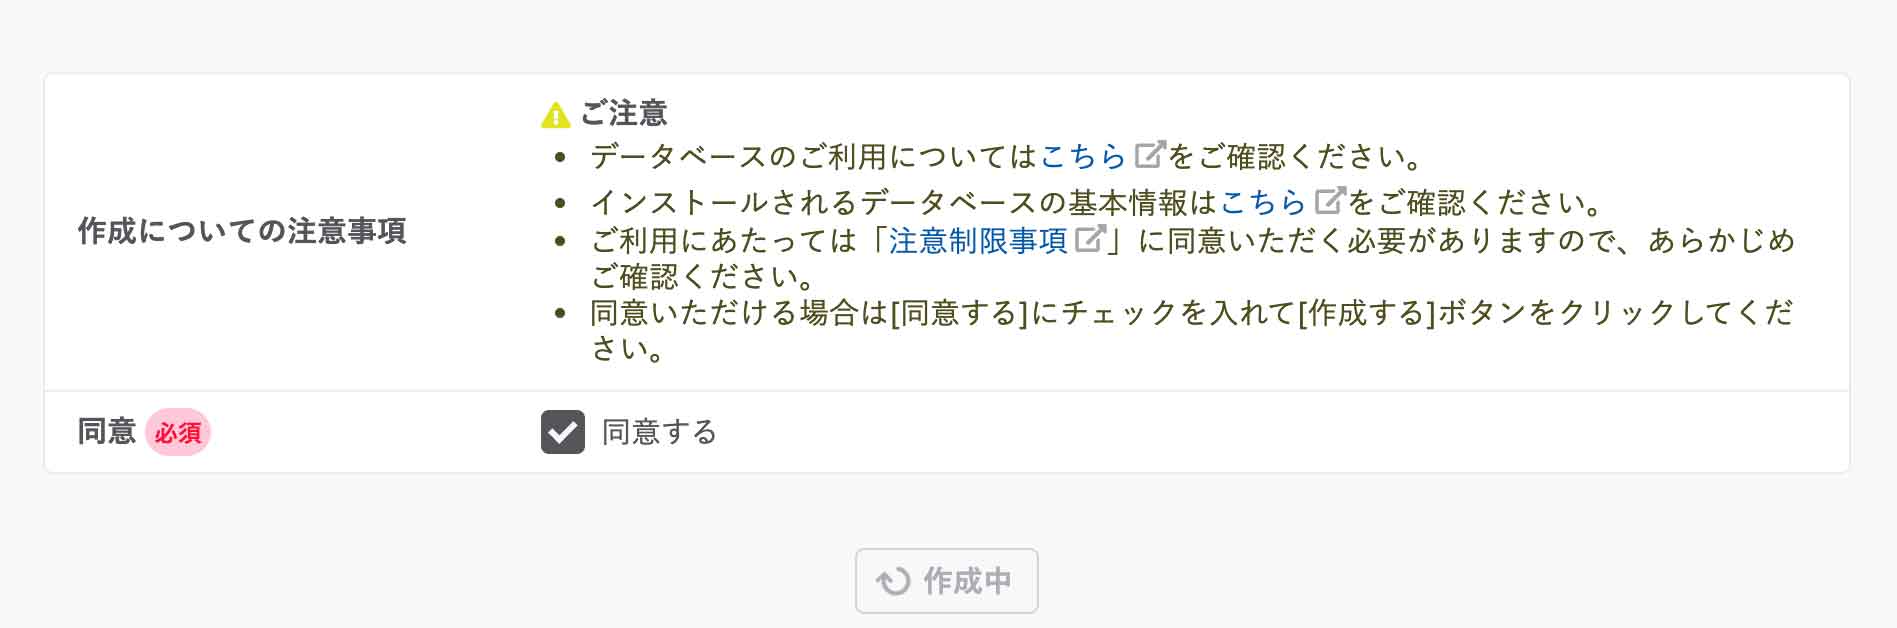 ご注意
データベースのご利用についてはこちらをご確認ください。
インストールされるデータベースの基本情報はこちらをご確認ください。
作成についての注意事項
ご利用にあたっては「注意制限事項」に同意いただく必要がありますので、あらかじめ
ご確認ください。
同意いただける場合は[同意する]にチェックを入れて[作成する]ボタンをクリックしてくだ
さい。
同意 必須
同意する
作成中